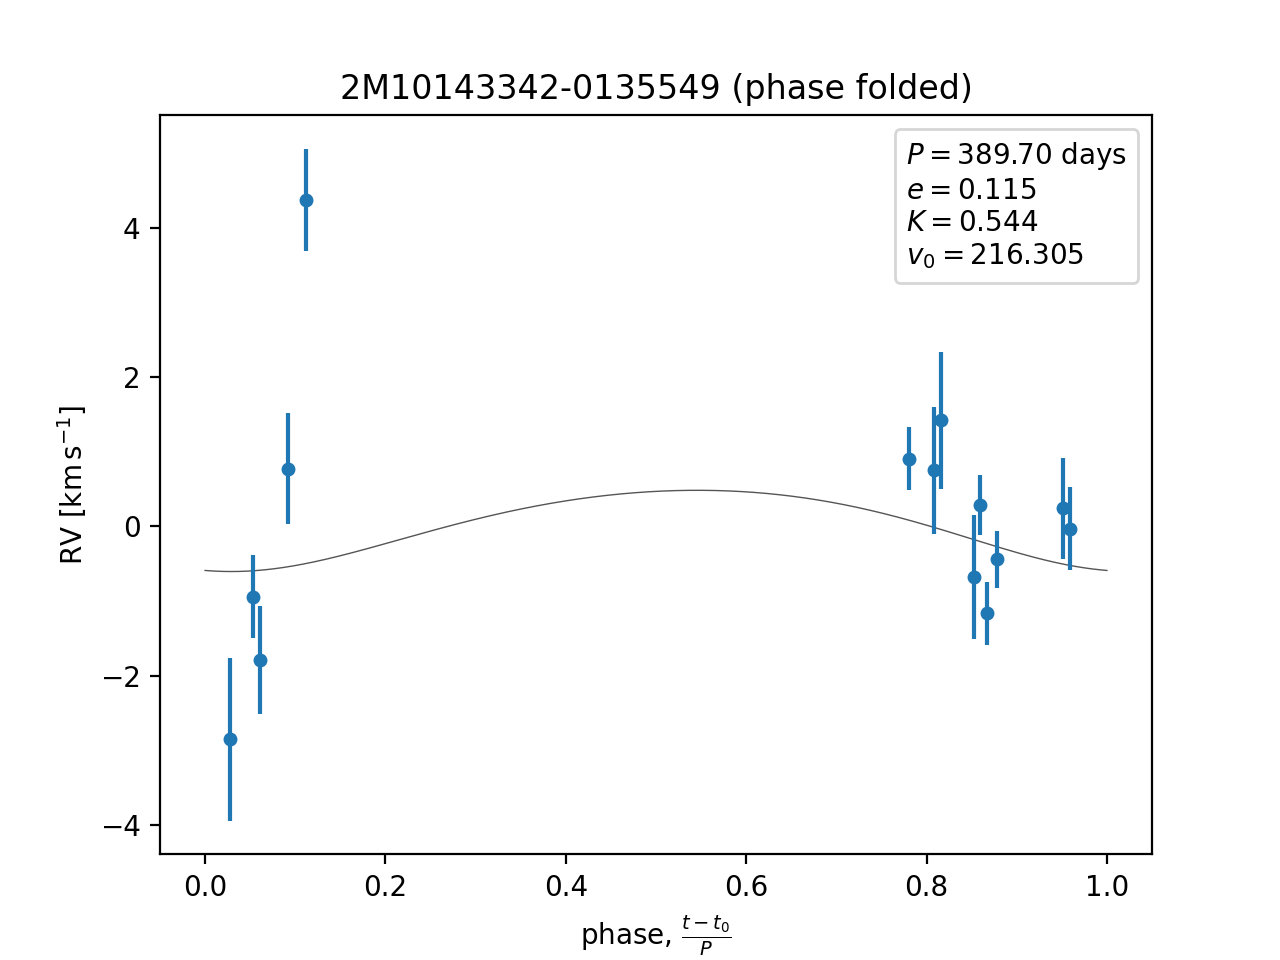 2M10143342-0135549 (phase folded)
P = 389.70 days
e = 0.115
K = 0.544
v₀ = 216.305
RV [km s⁻¹]
4
2
0
−2
−4
0.0 0.2 0.4 0.6 0.8 1.0
phase, (t − t₀)/P